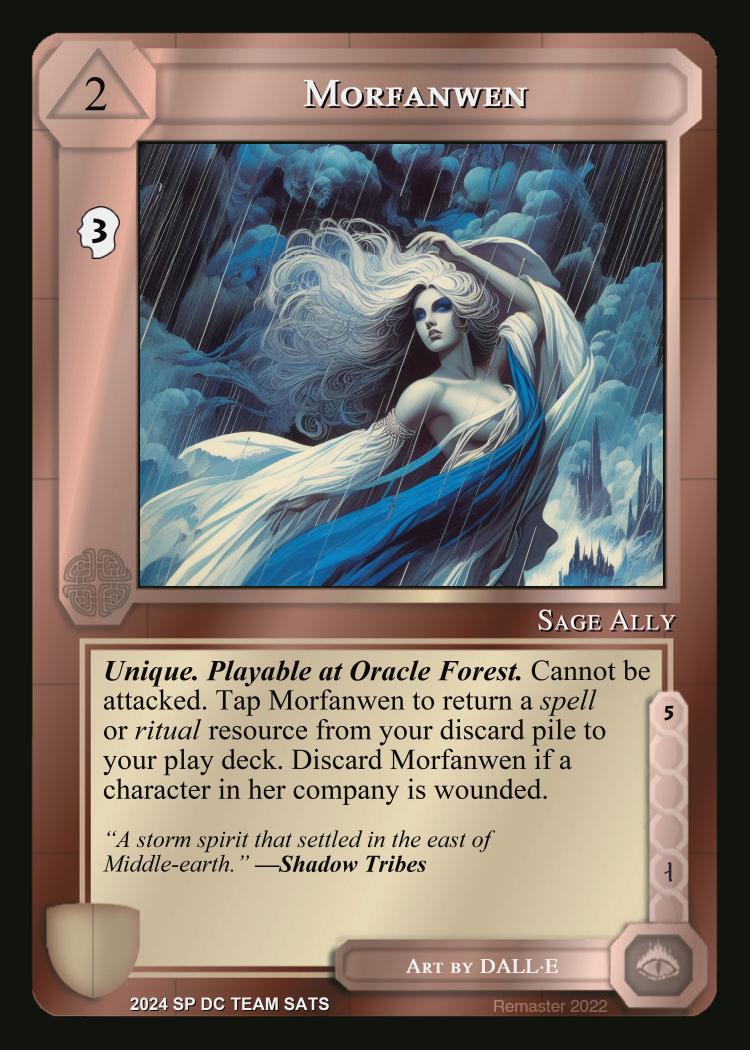 2
Morfanwen
3
Sage Ally
Unique. Playable at Oracle Forest. Cannot be
attacked. Tap Morfanwen to return a spell
or ritual resource from your discard pile to
your play deck. Discard Morfanwen if a
character in her company is wounded.
5
“A storm spirit that settled in the east of
Middle-earth.” —Shadow Tribes
Art by DALL·E
2024 SP DC TEAM SATS
Remaster 2022